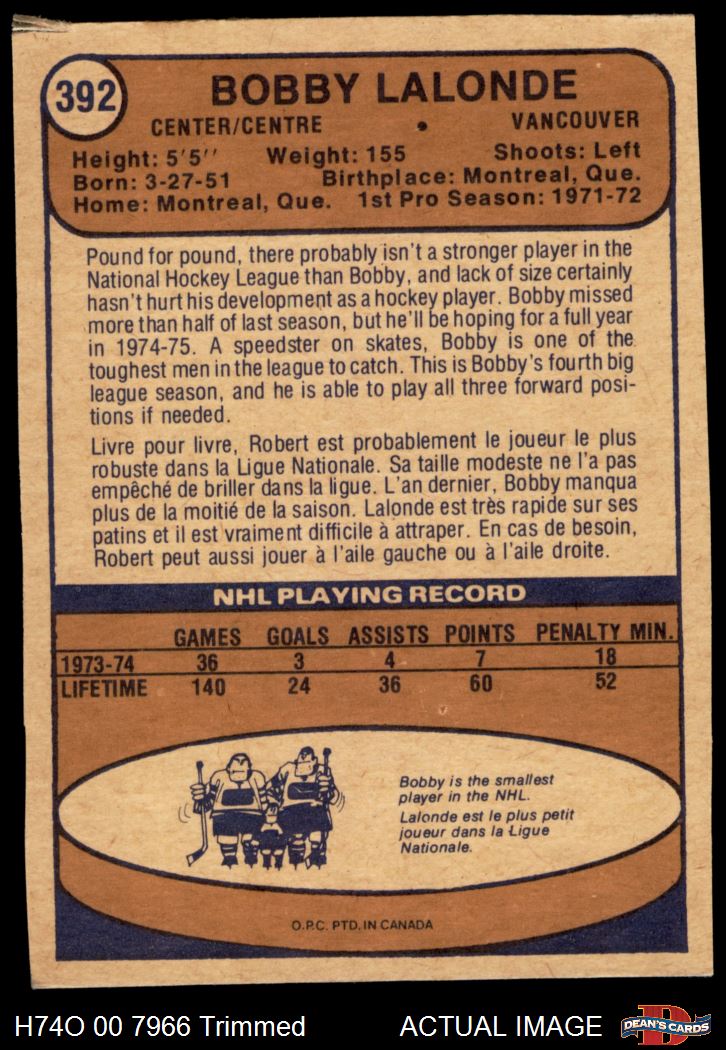 392
BOBBY LALONDE
CENTER/CENTRE • VANCOUVER
Height: 5'5'' Weight: 155 Shoots: Left
Born: 3-27-51 Birthplace: Montreal, Que.
Home: Montreal, Que. 1st Pro Season: 1971-72
Pound for pound, there probably isn't a stronger player in the
National Hockey League than Bobby, and lack of size certainly
hasn't hurt his development as a hockey player. Bobby missed
more than half of last season, but he'll be hoping for a full year
in 1974-75. A speedster on skates, Bobby is one of the
toughest men in the league to catch. This is Bobby's fourth big
league season, and he is able to play all three forward posi-
tions if needed.
Livre pour livre, Robert est probablement le joueur le plus
robuste dans la Ligue Nationale. Sa taille modeste ne l'a pas
empêché de briller dans la ligue. L'an dernier, Bobby manqua
plus de la moitié de la saison. Lalonde est très rapide sur ses
patins et il est vraiment difficile à attraper. En cas de besoin,
Robert peut aussi jouer à l'aile gauche ou à l'aile droite.
NHL PLAYING RECORD
GAMES GOALS ASSISTS POINTS PENALTY MIN.
1973-74 36 3 4 7 18
LIFETIME 140 24 36 60 52
Bobby is the smallest
player in the NHL.
Lalonde est le plus petit
joueur dans la Ligue
Nationale.
O.P.C. PTD. IN CANADA
H74O 00 7966 Trimmed ACTUAL IMAGE
D
DEAN'S CARDS